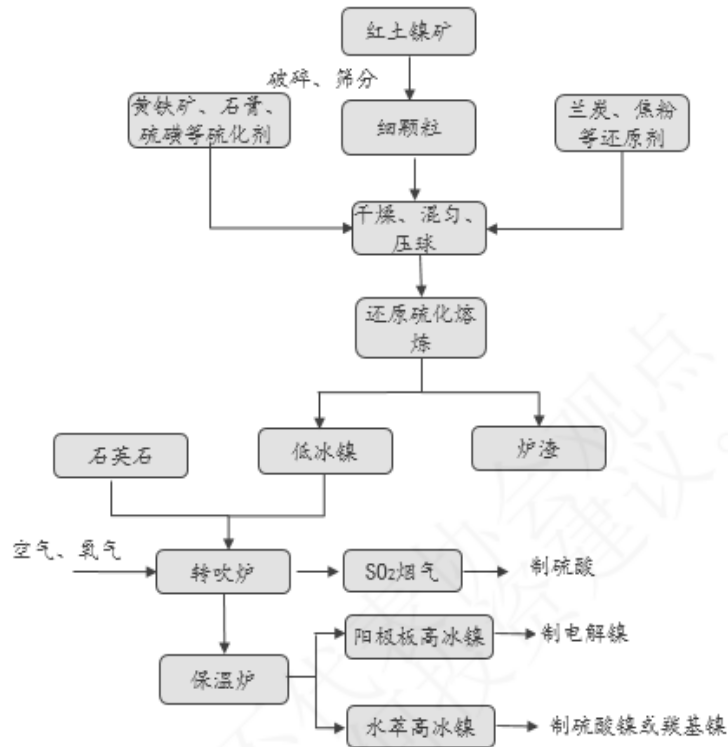 红土镍矿
破碎、筛分
黄铁矿、石膏、
硫磺等硫化剂
细颗粒
兰炭、焦粉
等还原剂
干燥、混匀、
压球
还原硫化熔
炼
石英石
低冰镍
炉渣
空气、氧气
转吹炉
SO₂烟气
制硫酸
保温炉
阳极板高冰镍
制电解镍
水萃高冰镍
制硫酸镍或羰基镍